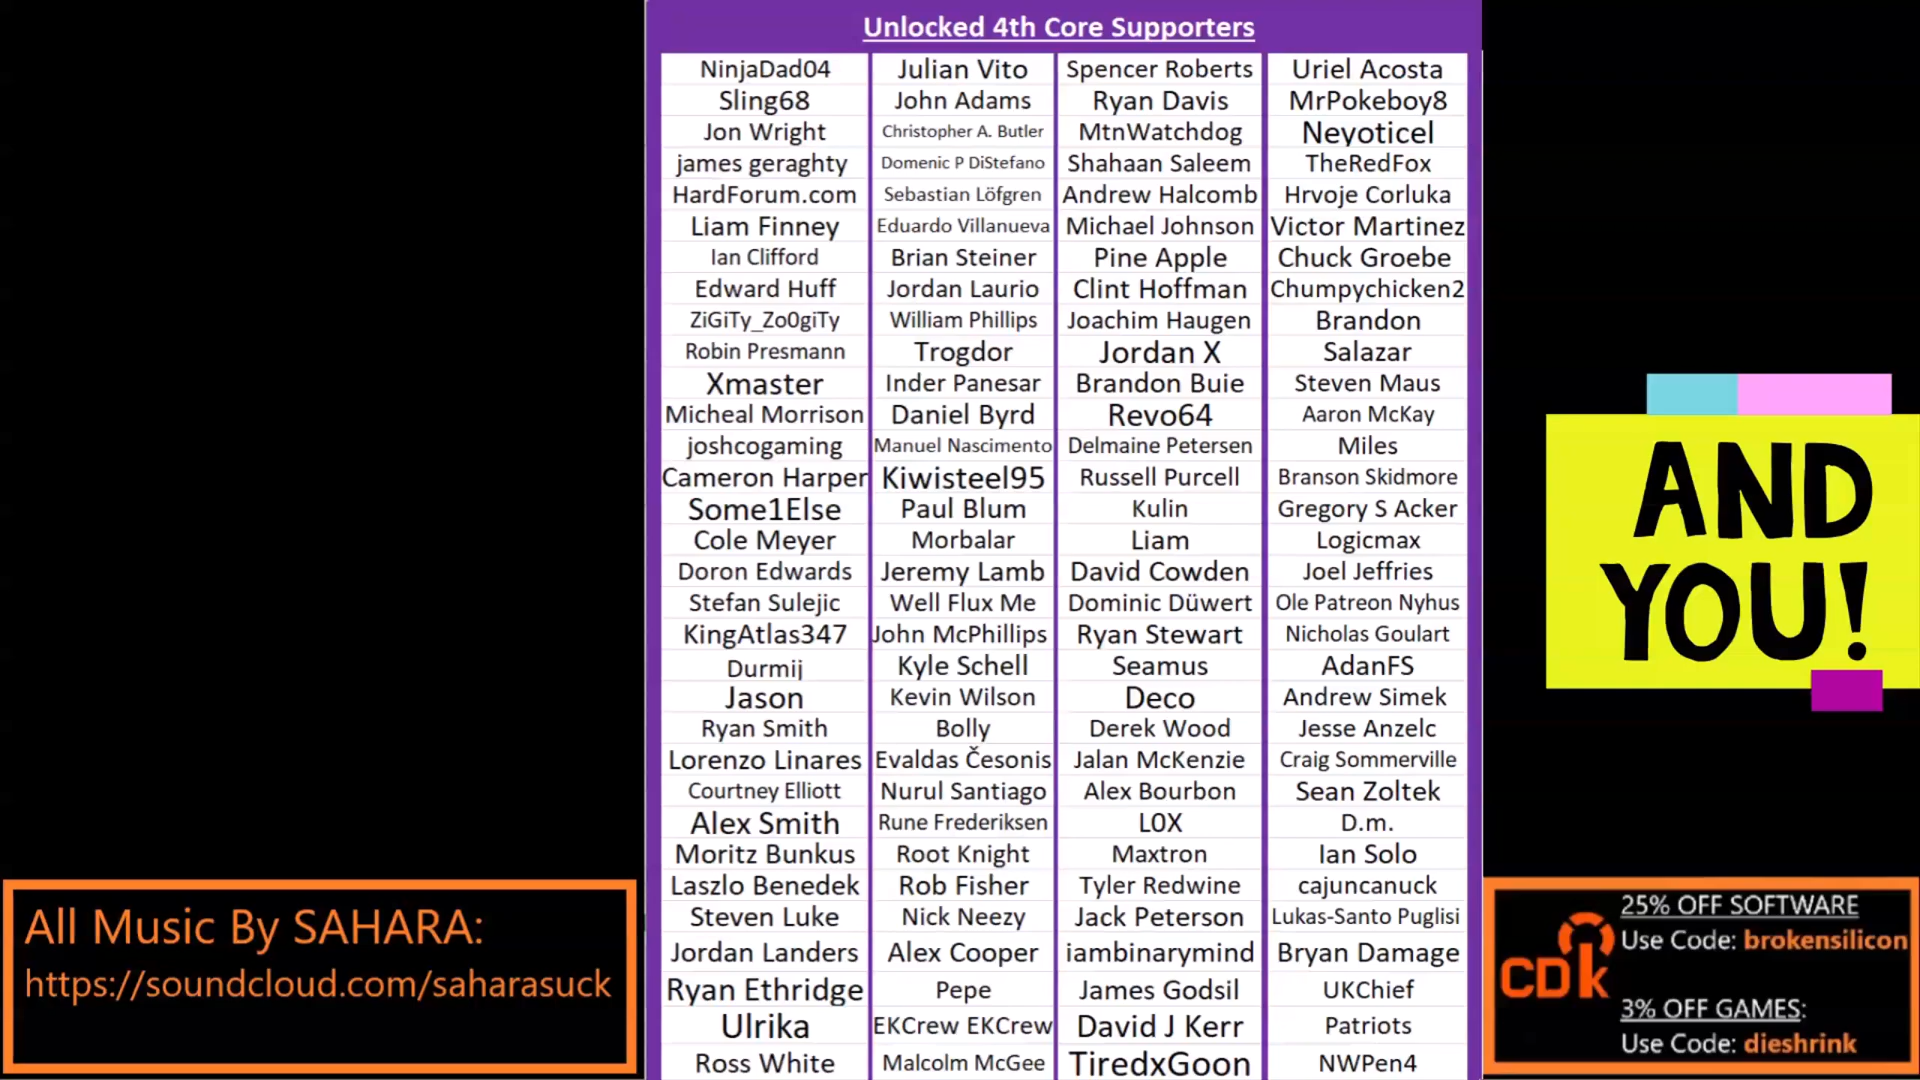 Unlocked 4th Core Supporters
NinjaDad04 Julian Vito Spencer Roberts Uriel Acosta
Sling68 John Adams Ryan Davis MrPokeboy8
Jon Wright Christopher A. Butler MtnWatchdog Neyoticel
james geraghty Domenic P DiStefano Shahaan Saleem TheRedFox
HardForum.com Sebastian Löfgren Andrew Halcomb Hrvoje Corluka
Liam Finney Eduardo Villanueva Michael Johnson Victor Martinez
Ian Clifford Brian Steiner Pine Apple Chuck Groebe
Edward Huff Jordan Laurio Clint Hoffman Chumpychicken2
ZiGiTy_Zo0giTy William Phillips Joachim Haugen Brandon
Robin Presmann Trogdor Jordan X Salazar
Xmaster Inder Panesar Brandon Buie Steven Maus
Micheal Morrison Daniel Byrd Revo64 Aaron McKay
joshcogaming Manuel Nascimento Delmaine Petersen Miles
Cameron Harper Kiwisteel95 Russell Purcell Branson Skidmore
Some1Else Paul Blum Kulin Gregory S Acker
Cole Meyer Morbalar Liam Logicmax
Doron Edwards Jeremy Lamb David Cowden Joel Jeffries
Stefan Sulejic Well Flux Me Dominic Düwert Ole Patreon Nyhus
KingAtlas347 John McPhillips Ryan Stewart Nicholas Goulart
Durmij Kyle Schell Seamus AdanFS
Jason Kevin Wilson Deco Andrew Simek
Ryan Smith Bolly Derek Wood Jesse Anzelc
Lorenzo Linares Evaldas Česonis Jalan McKenzie Craig Sommerville
Courtney Elliott Nurul Santiago Alex Bourbon Sean Zoltek
Alex Smith Rune Frederiksen L0X D.m.
Moritz Bunkus Root Knight Maxtron Ian Solo
Laszlo Benedek Rob Fisher Tyler Redwine cajuncanuck
Steven Luke Nick Neezy Jack Peterson Lukas-Santo Puglisi
Jordan Landers Alex Cooper iambinarymind Bryan Damage
Ryan Ethridge Pepe James Godsil UKChief
Ulrika EKCrew EKCrew David J Kerr Patriots
Ross White Malcolm McGee TiredxGoon NWPen4
AND
YOU!
All Music By SAHARA:
https://soundcloud.com/saharasuck
CDk
25% OFF SOFTWARE
Use Code: brokensilicon
3% OFF GAMES:
Use Code: dieshrink